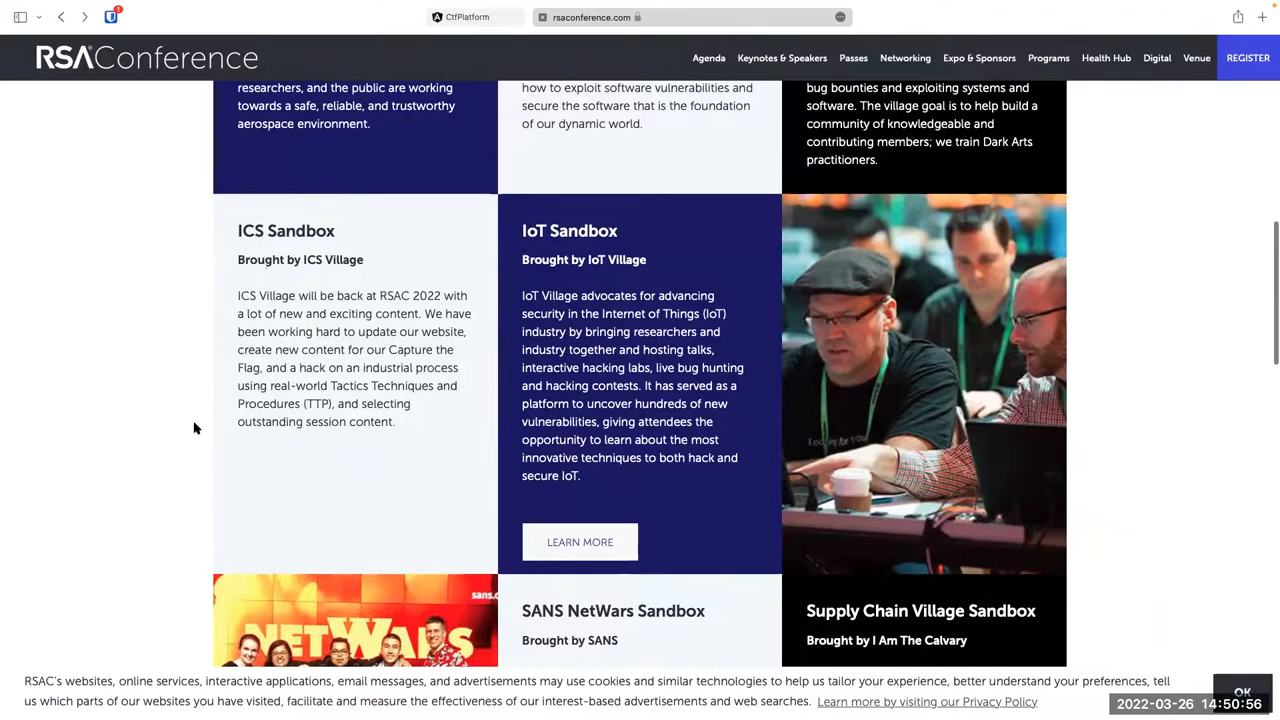 1
CtfPlatform
rsaconference.com
RSAConference
Agenda
Keynotes & Speakers
Passes
Networking
Expo & Sponsors
Programs
Health Hub
Digital
Venue
REGISTER
researchers, and the public are working
towards a safe, reliable, and trustworthy
aerospace environment.
how to exploit software vulnerabilities and
secure the software that is the foundation
of our dynamic world.
bug bounties and exploiting systems and
software. The village goal is to help build a
community of knowledgeable and
contributing members; we train Dark Arts
practitioners.
ICS Sandbox
Brought by ICS Village
ICS Village will be back at RSAC 2022 with
a lot of new and exciting content. We have
been working hard to update our website,
create new content for our Capture the
Flag, and a hack on an industrial process
using real-world Tactics Techniques and
Procedures (TTP), and selecting
outstanding session content.
IoT Sandbox
Brought by IoT Village
IoT Village advocates for advancing
security in the Internet of Things (IoT)
industry by bringing researchers and
industry together and hosting talks,
interactive hacking labs, live bug hunting
and hacking contests. It has served as a
platform to uncover hundreds of new
vulnerabilities, giving attendees the
opportunity to learn about the most
innovative techniques to both hack and
secure IoT.
LEARN MORE
Looking for
sans.
NETWARS
SANS NetWars Sandbox
Brought by SANS
Supply Chain Village Sandbox
Brought by I Am The Calvary
RSAC's websites, online services, interactive applications, email messages, and advertisements may use cookies and similar technologies to help us tailor your experience, better understand your preferences, tell
us which parts of our websites you have visited, facilitate and measure the effectiveness of our interest-based advertisements and web searches. Learn more by visiting our Privacy Policy
OK
2022-03-26 14:50:56